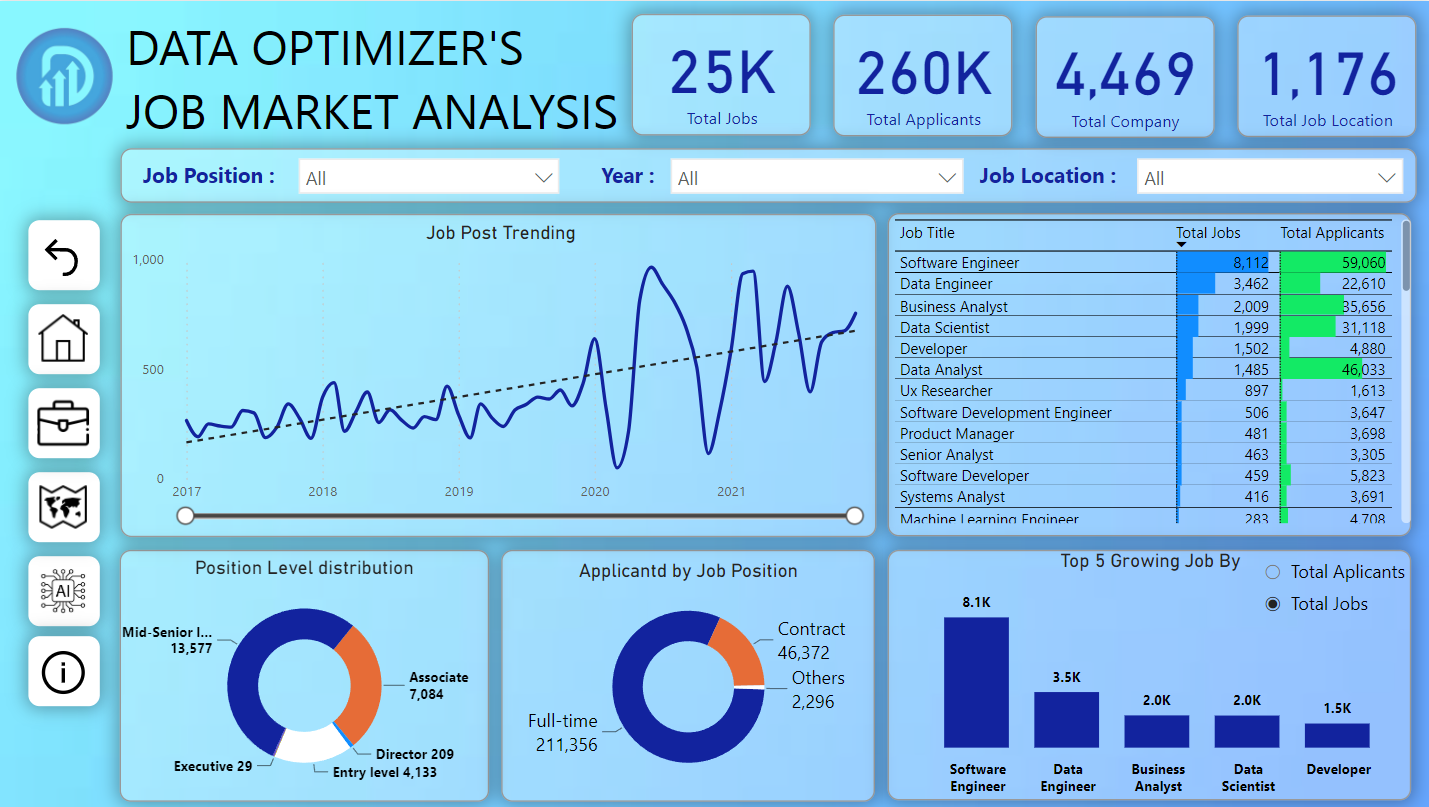 DATA OPTIMIZER'S
JOB MARKET ANALYSIS
25K
Total Jobs
260K
Total Applicants
4,469
Total Company
1,176
Total Job Location
Job Position : All
Year : All
Job Location : All
Job Post Trending
1,000
500
0
2017 2018 2019 2020 2021
Job Title Total Jobs Total Applicants
Software Engineer 8,112 59,060
Data Engineer 3,462 22,610
Business Analyst 2,009 35,656
Data Scientist 1,999 31,118
Developer 1,502 4,880
Data Analyst 1,485 46,033
Ux Researcher 897 1,613
Software Development Engineer 506 3,647
Product Manager 481 3,698
Senior Analyst 463 3,305
Software Developer 459 5,823
Systems Analyst 416 3,691
Machine Learning Engineer 283 4,708
AI
Position Level distribution
Mid-Senior l...
13,577
Associate
7,084
Director 209
Entry level 4,133
Executive 29
Applicantd by Job Position
Contract
46,372
Others
2,296
Full-time
211,356
Top 5 Growing Job By
Total Aplicants
Total Jobs
8.1K
3.5K
2.0K
2.0K
1.5K
Software
Engineer
Data
Engineer
Business
Analyst
Data
Scientist
Developer